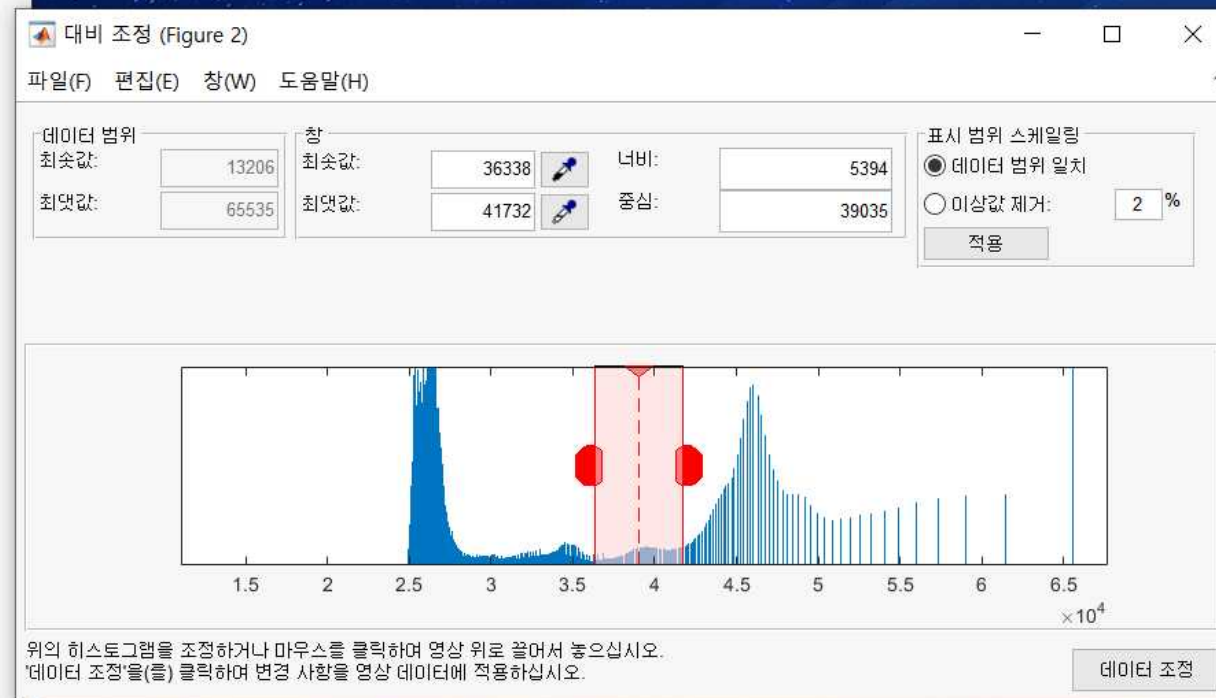 대비 조정 (Figure 2)
파일(F) 편집(E) 창(W) 도움말(H)
데이터 범위
최솟값: 13206
최댓값: 65535
창
최솟값: 36338
최댓값: 41732
너비: 5394
중심: 39035
표시 범위 스케일링
데이터 범위 일치
이상값 제거: 2 %
적용
1.5 2 2.5 3 3.5 4 4.5 5 5.5 6 6.5
×10⁴
위의 히스토그램을 조정하거나 마우스를 클릭하여 영상 위로 끌어서 놓으십시오.
'데이터 조정'을(를) 클릭하여 변경 사항을 영상 데이터에 적용하십시오.
데이터 조정